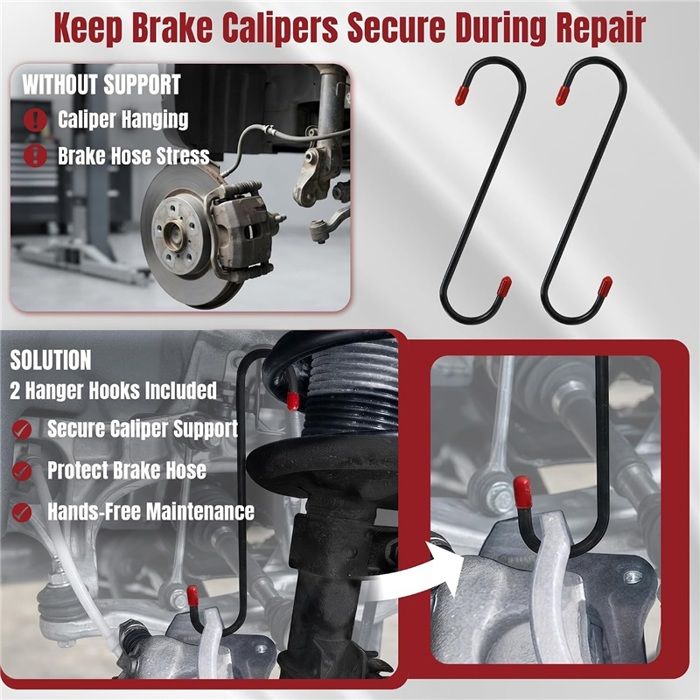 Keep Brake Calipers Secure During Repair
WITHOUT SUPPORT
Caliper Hanging
Brake Hose Stress
SOLUTION
2 Hanger Hooks Included
Secure Caliper Support
Protect Brake Hose
Hands-Free Maintenance